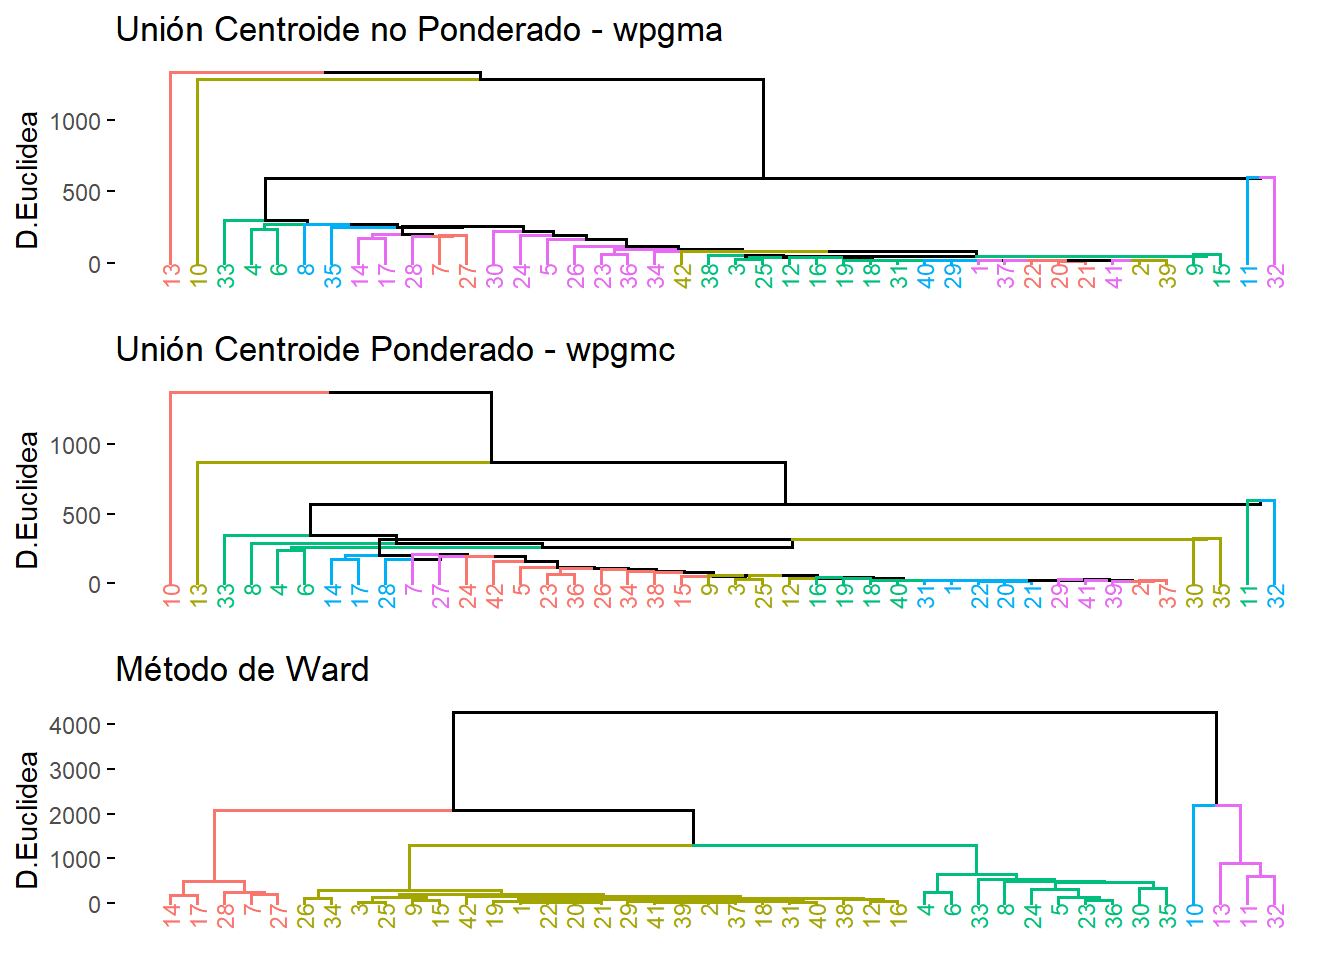 Unión Centroide no Ponderado - wpgma
D.Euclidea
1000
500
0
13 10 33 4 6 8 35 14 17 28 7 27 30 24 5 26 23 36 34 42 38 3 25 12 16 19 18 31 40 29 1 37 22 20 21 41 2 39 9 15 11 32
Unión Centroide Ponderado - wpgmc
D.Euclidea
1000
500
0
10 13 33 8 4 6 14 17 28 7 27 24 42 5 23 36 26 34 38 15 9 3 25 12 16 19 18 40 31 1 22 20 21 29 41 39 2 37 30 35 11 32
Método de Ward
D.Euclidea
4000
3000
2000
1000
0
14 17 28 7 27 26 34 3 25 9 15 42 19 1 22 20 21 29 41 39 2 37 18 31 40 38 12 16 4 6 33 8 24 5 23 36 30 35 10 13 11 32